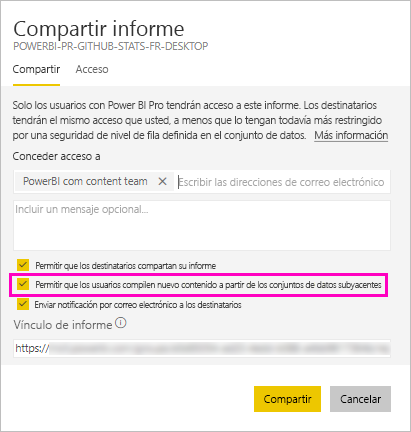 Compartir informe
POWERBI-PR-GITHUB-STATS-FR-DESKTOP
Compartir Acceso
Solo los usuarios con Power BI Pro tendrán acceso a este informe. Los destinatarios
tendrán el mismo acceso que usted, a menos que lo tengan todavía más restringido
por una seguridad de nivel de fila definida en el conjunto de datos. Más información
Conceder acceso a
PowerBI com content team × Escribir las direcciones de correo electrónico
Incluir un mensaje opcional...
Permitir que los destinatarios compartan su informe
Permitir que los usuarios compilen nuevo contenido a partir de los conjuntos de datos subyacentes
Enviar notificación por correo electrónico a los destinatarios
Vínculo de informe
https://
Compartir Cancelar